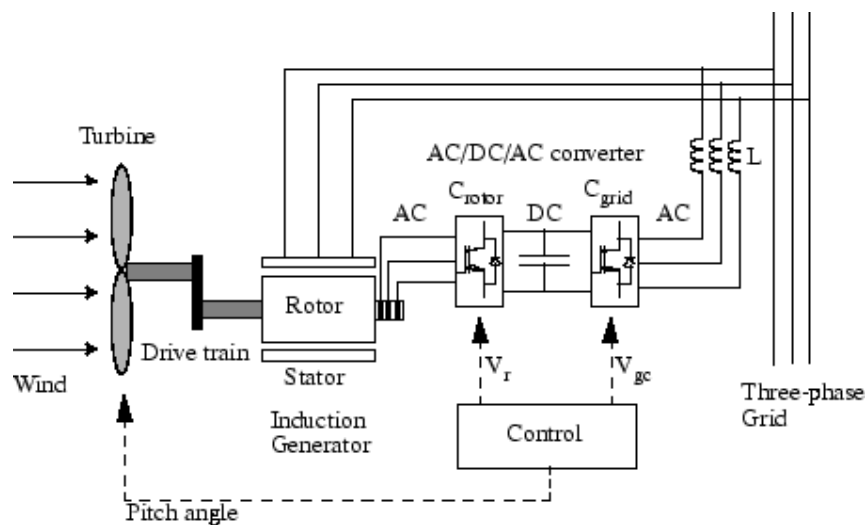 Turbine
AC/DC/AC converter
L
C_rotor
C_grid
AC
DC
AC
Rotor
Drive train
Wind
Stator
V_r
V_gc
Induction
Generator
Control
Three-phase
Grid
Pitch angle